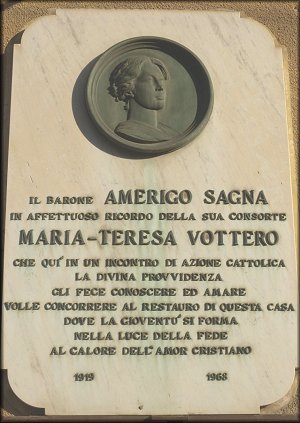 IL BARONE AMERIGO SAGNA
IN AFFETTUOSO RICORDO DELLA SUA CONSORTE
MARIA-TERESA VOTTERO
CHE QUI' IN UN INCONTRO DI AZIONE CATTOLICA
LA DIVINA PROVVIDENZA
GLI FECE CONOSCERE ED AMARE
VOLLE CONCORRERE AL RESTAURO DI QUESTA CASA
DOVE LA GIOVENTU' SI FORMA
NELLA LUCE DELLA FEDE
AL CALORE DELL'AMOR CRISTIANO
1919 1968